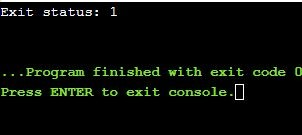 Exit status: 1
...Program finished with exit code 0
Press ENTER to exit console.